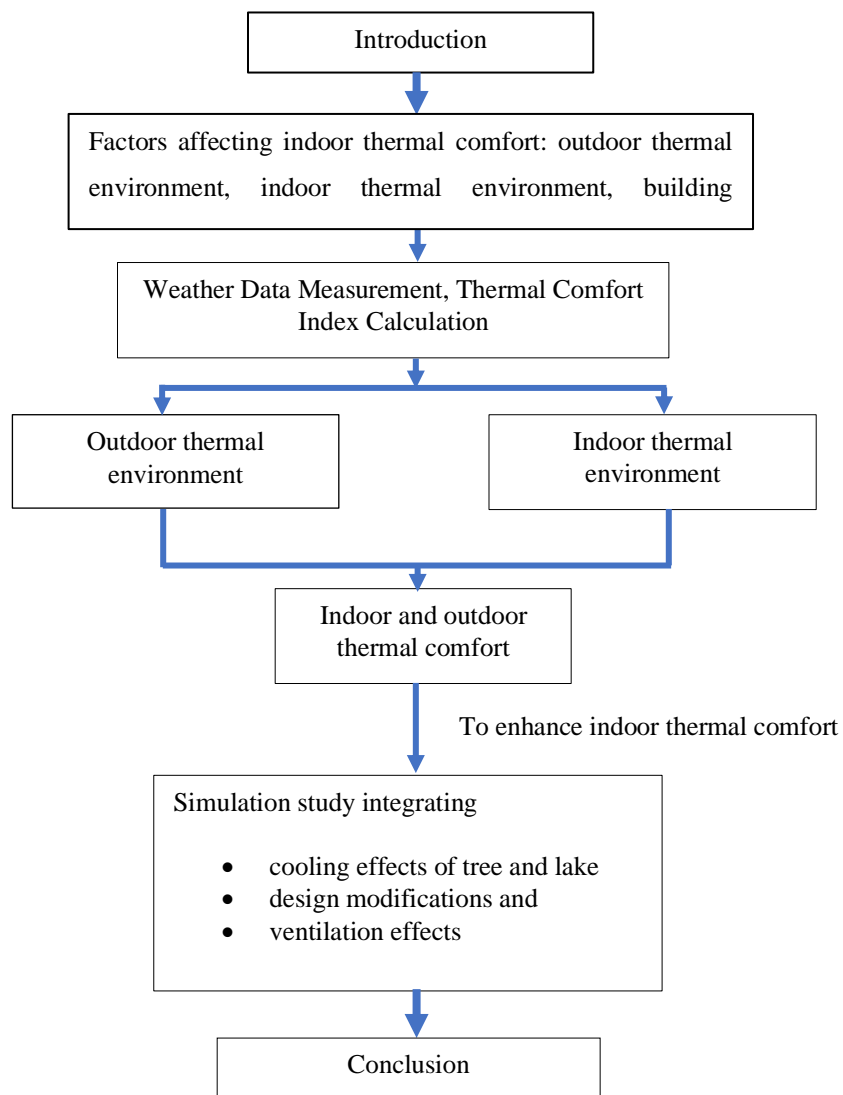 Introduction
Factors affecting indoor thermal comfort: outdoor thermal
environment, indoor thermal environment, building
Weather Data Measurement, Thermal Comfort
Index Calculation
Outdoor thermal
environment
Indoor thermal
environment
Indoor and outdoor
thermal comfort
To enhance indoor thermal comfort
Simulation study integrating
• cooling effects of tree and lake
• design modifications and
• ventilation effects
Conclusion